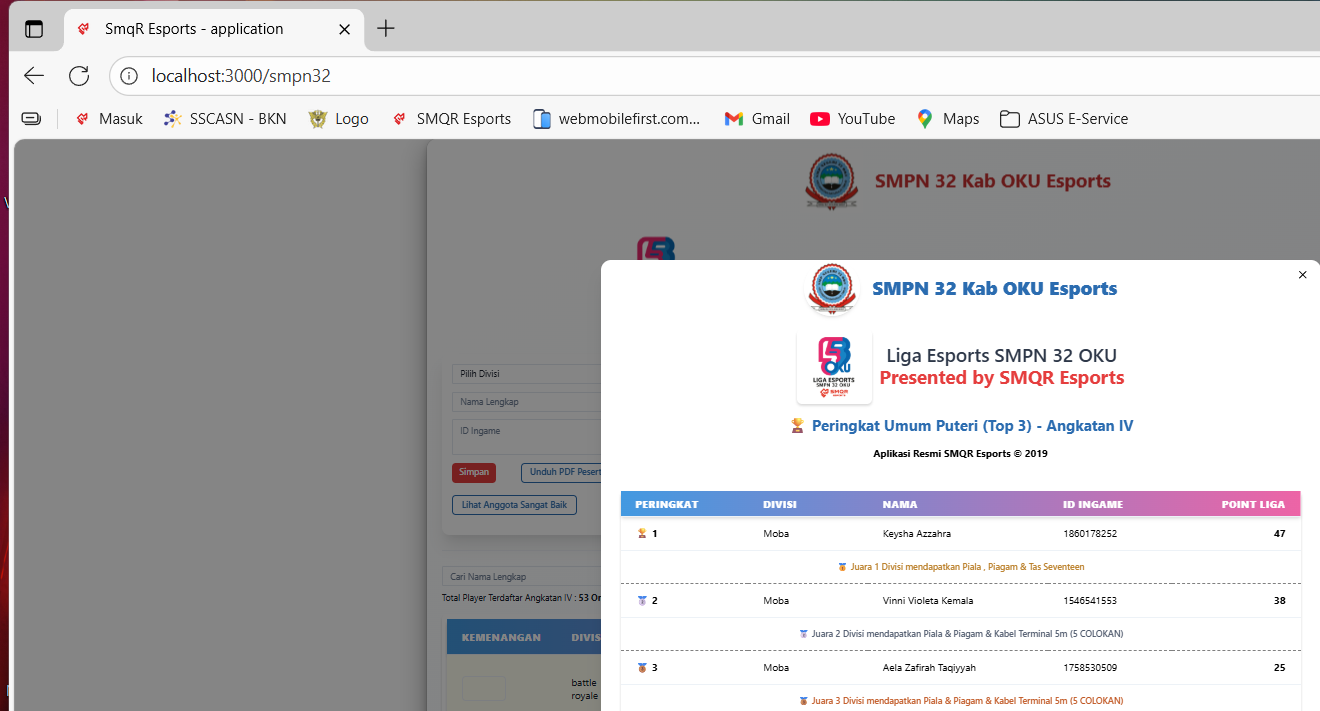 SmqR Esports - application
localhost:3000/smpn32
Masuk SSCASN - BKN Logo SMQR Esports webmobilefirst.com... Gmail YouTube Maps ASUS E-Service
SMPN 32 Kab OKU Esports
SMPN 32 Kab OKU Esports
OKU
LIGA ESPORTS
SMPN 32 OKU
SMQR
Liga Esports SMPN 32 OKU
Presented by SMQR Esports
Peringkat Umum Puteri (Top 3) - Angkatan IV
Aplikasi Resmi SMQR Esports © 2019
PERINGKAT DIVISI NAMA ID INGAME POINT LIGA
1 Moba Keysha Azzahra 1860178252 47
Juara 1 Divisi mendapatkan Piala , Piagam & Tas Seventeen
2 Moba Vinni Violeta Kemala 1546541553 38
Juara 2 Divisi mendapatkan Piala & Piagam & Kabel Terminal 5m (5 COLOKAN)
3 Moba Aela Zafirah Taqiyyah 1758530509 25
Juara 3 Divisi mendapatkan Piala & Piagam & Kabel Terminal 5m (5 COLOKAN)
Pilih Divisi
Nama Lengkap
ID Ingame
Simpan Unduh PDF Pesert
Lihat Anggota Sangat Baik
Cari Nama Lengkap
Total Player Terdaftar Angkatan IV : 53 Or
KEMENANGAN DIVIS
battle
royale